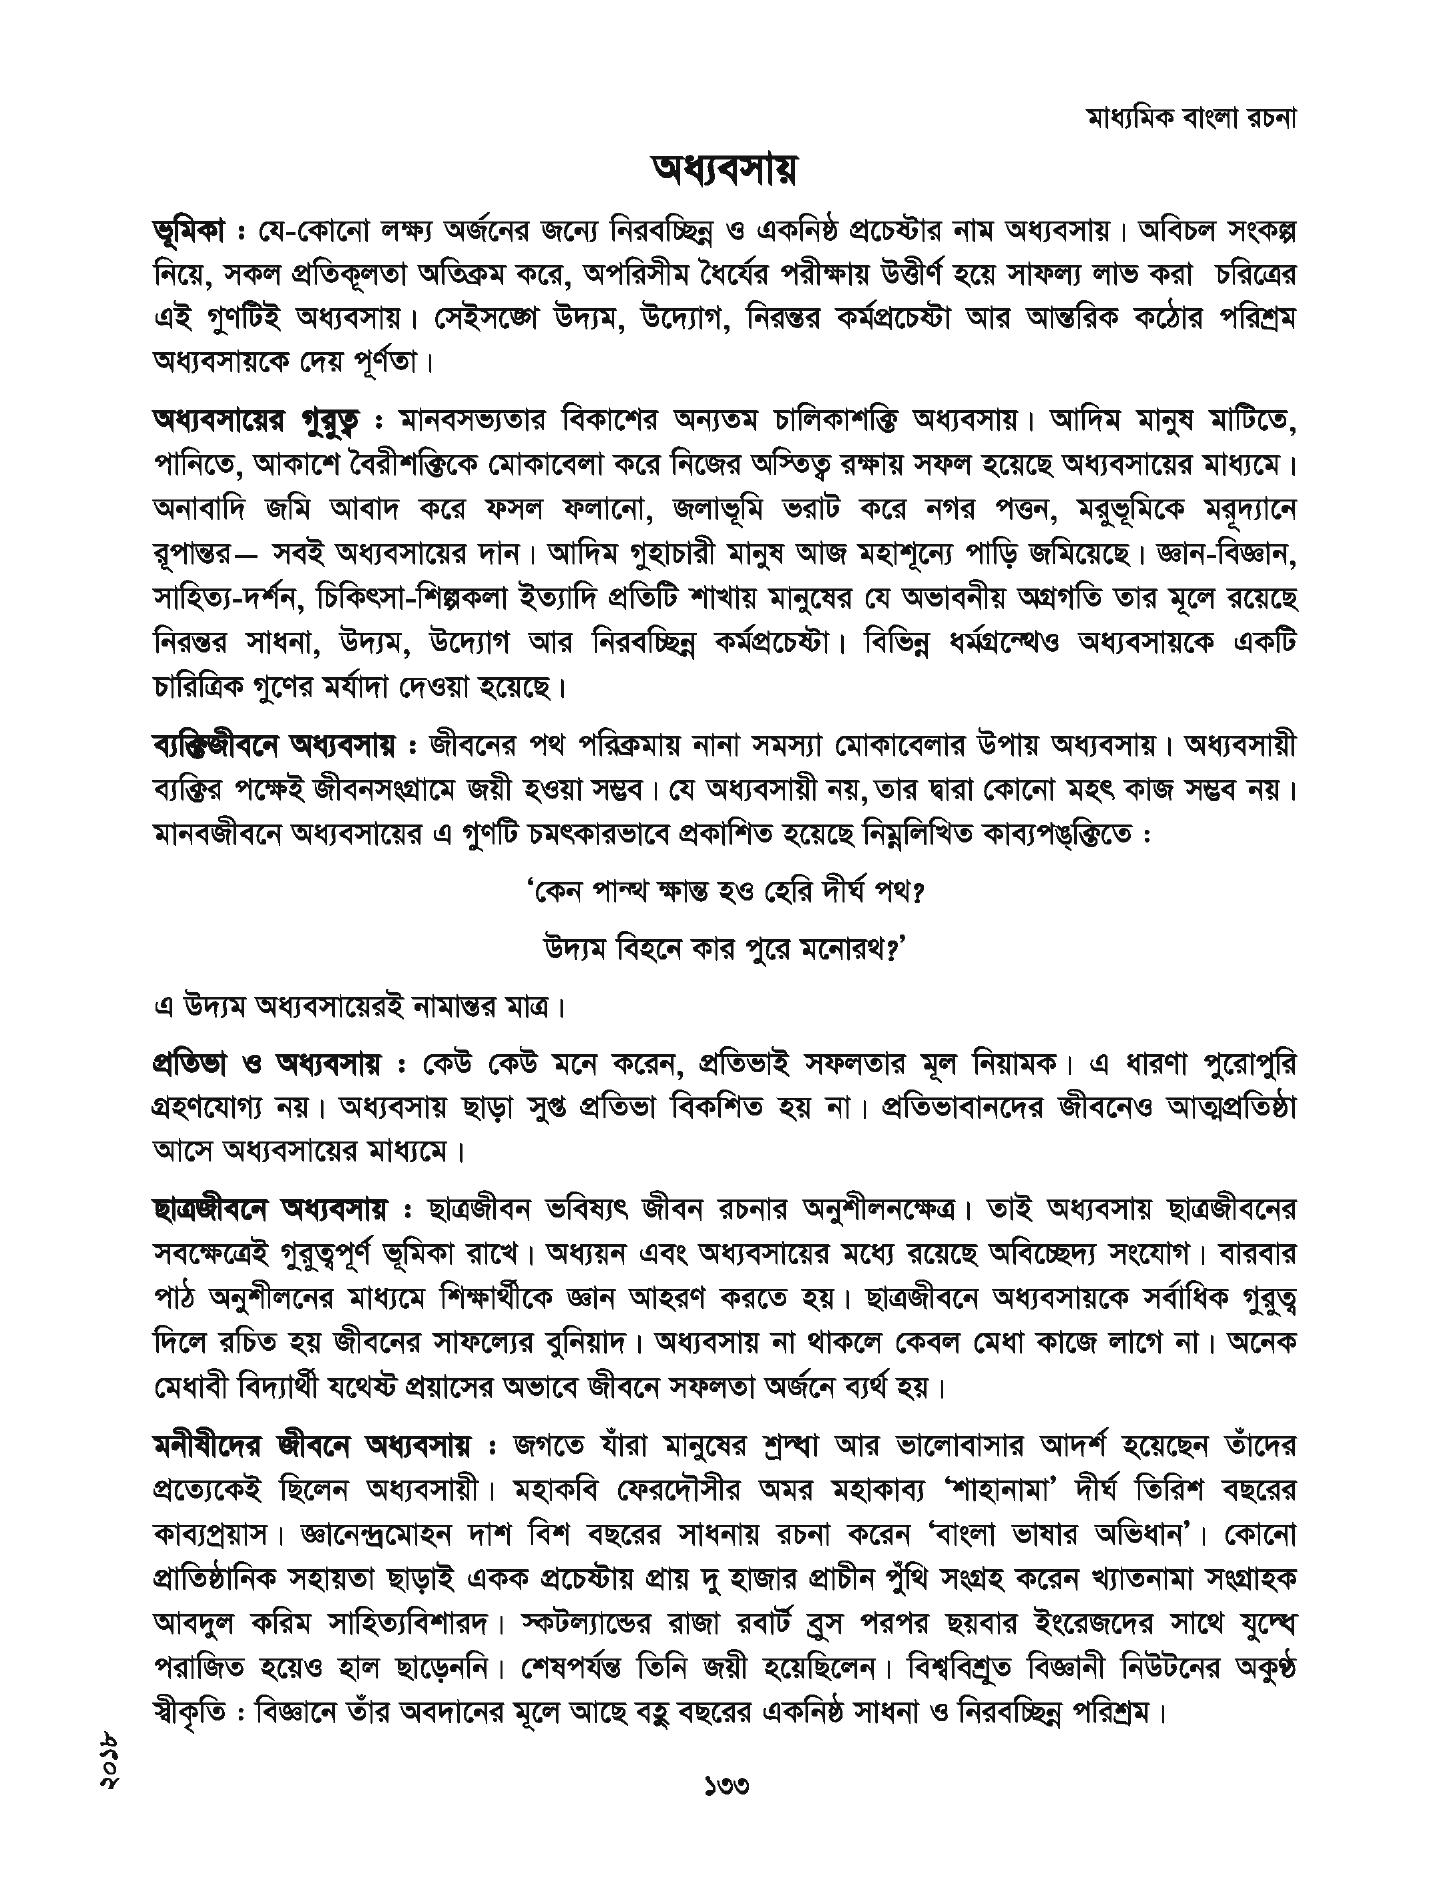 মাধ্যমিক বাংলা রচনা
অধ্যবসায়
ভূমিকা : যে-কোনো লক্ষ্য অর্জনের জন্যে নিরবচ্ছিন্ন ও একনিষ্ঠ প্রচেষ্টার নাম অধ্যবসায়। অবিচল সংকল্প
নিয়ে, সকল প্রতিকূলতা অতিক্রম করে, অপরিসীম ধৈর্যের পরীক্ষায় উত্তীর্ণ হয়ে সাফল্য লাভ করা চরিত্রের
এই গুণটিই অধ্যবসায়। সেইসঙ্গে উদ্যম, উদ্যোগ, নিরন্তর কর্মপ্রচেষ্টা আর আন্তরিক কঠোর পরিশ্রম
অধ্যবসায়কে দেয় পূর্ণতা।
অধ্যবসায়ের গুরুত্ব : মানবসভ্যতার বিকাশের অন্যতম চালিকাশক্তি অধ্যবসায়। আদিম মানুষ মাটিতে,
পানিতে, আকাশে বৈরীশক্তিকে মোকাবেলা করে নিজের অস্তিত্ব রক্ষায় সফল হয়েছে অধ্যবসায়ের মাধ্যমে।
অনাবাদি জমি আবাদ করে ফসল ফলানো, জলাভূমি ভরাট করে নগর পত্তন, মরুভূমিকে মরূদ্যানে
রূপান্তর— সবই অধ্যবসায়ের দান। আদিম গুহাচারী মানুষ আজ মহাশূন্যে পাড়ি জমিয়েছে। জ্ঞান-বিজ্ঞান,
সাহিত্য-দর্শন, চিকিৎসা-শিল্পকলা ইত্যাদি প্রতিটি শাখায় মানুষের যে অভাবনীয় অগ্রগতি তার মূলে রয়েছে
নিরন্তর সাধনা, উদ্যম, উদ্যোগ আর নিরবচ্ছিন্ন কর্মপ্রচেষ্টা। বিভিন্ন ধর্মগ্রন্থেও অধ্যবসায়কে একটি
চারিত্রিক গুণের মর্যাদা দেওয়া হয়েছে।
ব্যক্তিজীবনে অধ্যবসায় : জীবনের পথ পরিক্রমায় নানা সমস্যা মোকাবেলার উপায় অধ্যবসায়। অধ্যবসায়ী
ব্যক্তির পক্ষেই জীবনসংগ্রামে জয়ী হওয়া সম্ভব। যে অধ্যবসায়ী নয়, তার দ্বারা কোনো মহৎ কাজ সম্ভব নয়।
মানবজীবনে অধ্যবসায়ের এ গুণটি চমৎকারভাবে প্রকাশিত হয়েছে নিম্নলিখিত কাব্যপঙ্‌ক্তিতে :
‘কেন পান্থ ক্ষান্ত হও হেরি দীর্ঘ পথ?
উদ্যম বিহনে কার পুরে মনোরথ?’
এ উদ্যম অধ্যবসায়েরই নামান্তর মাত্র।
প্রতিভা ও অধ্যবসায় : কেউ কেউ মনে করেন, প্রতিভাই সফলতার মূল নিয়ামক। এ ধারণা পুরোপুরি
গ্রহণযোগ্য নয়। অধ্যবসায় ছাড়া সুপ্ত প্রতিভা বিকশিত হয় না। প্রতিভাবানদের জীবনেও আত্মপ্রতিষ্ঠা
আসে অধ্যবসায়ের মাধ্যমে।
ছাত্রজীবনে অধ্যবসায় : ছাত্রজীবন ভবিষ্যৎ জীবন রচনার অনুশীলনক্ষেত্র। তাই অধ্যবসায় ছাত্রজীবনের
সবক্ষেত্রেই গুরুত্বপূর্ণ ভূমিকা রাখে। অধ্যয়ন এবং অধ্যবসায়ের মধ্যে রয়েছে অবিচ্ছেদ্য সংযোগ। বারবার
পাঠ অনুশীলনের মাধ্যমে শিক্ষার্থীকে জ্ঞান আহরণ করতে হয়। ছাত্রজীবনে অধ্যবসায়কে সর্বাধিক গুরুত্ব
দিলে রচিত হয় জীবনের সাফল্যের বুনিয়াদ। অধ্যবসায় না থাকলে কেবল মেধা কাজে লাগে না। অনেক
মেধাবী বিদ্যার্থী যথেষ্ট প্রয়াসের অভাবে জীবনে সফলতা অর্জনে ব্যর্থ হয়।
মনীষীদের জীবনে অধ্যবসায় : জগতে যাঁরা মানুষের শ্রদ্ধা আর ভালোবাসার আদর্শ হয়েছেন তাঁদের
প্রত্যেকেই ছিলেন অধ্যবসায়ী। মহাকবি ফেরদৌসীর অমর মহাকাব্য ‘শাহানামা’ দীর্ঘ তিরিশ বছরের
কাব্যপ্রয়াস। জ্ঞানেন্দ্রমোহন দাশ বিশ বছরের সাধনায় রচনা করেন ‘বাংলা ভাষার অভিধান’। কোনো
প্রাতিষ্ঠানিক সহায়তা ছাড়াই একক প্রচেষ্টায় প্রায় দু হাজার প্রাচীন পুঁথি সংগ্রহ করেন খ্যাতনামা সংগ্রাহক
আবদুল করিম সাহিত্যবিশারদ। স্কটল্যান্ডের রাজা রবার্ট ব্রুস পরপর ছয়বার ইংরেজদের সাথে যুদ্ধে
পরাজিত হয়েও হাল ছাড়েননি। শেষপর্যন্ত তিনি জয়ী হয়েছিলেন। বিশ্ববিশ্রুত বিজ্ঞানী নিউটনের অকুণ্ঠ
স্বীকৃতি : বিজ্ঞানে তাঁর অবদানের মূলে আছে বহু বছরের একনিষ্ঠ সাধনা ও নিরবচ্ছিন্ন পরিশ্রম।
২০১৮
১৩৩